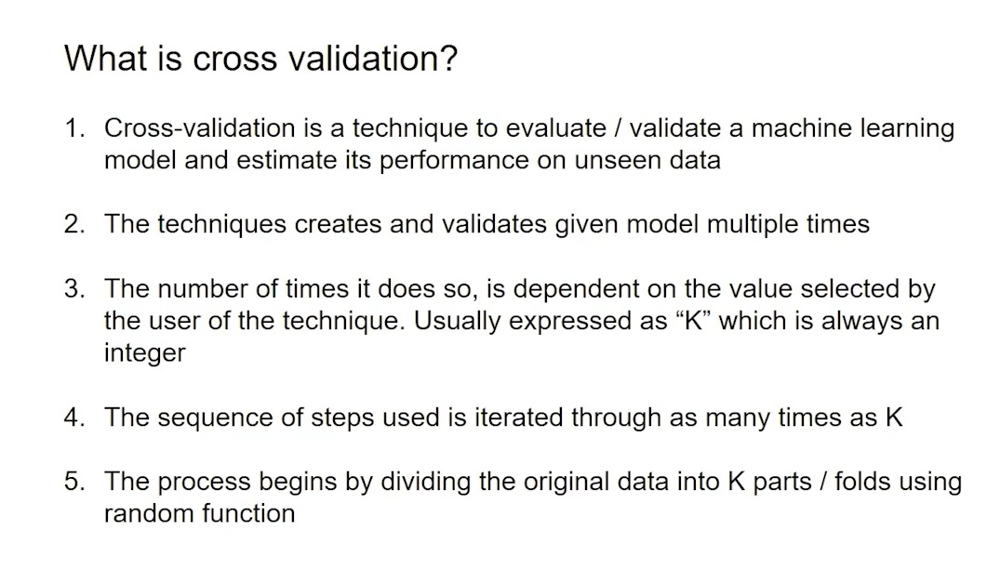 What is cross validation?
1. Cross-validation is a technique to evaluate / validate a machine learning
model and estimate its performance on unseen data
2. The techniques creates and validates given model multiple times
3. The number of times it does so, is dependent on the value selected by
the user of the technique. Usually expressed as “K” which is always an
integer
4. The sequence of steps used is iterated through as many times as K
5. The process begins by dividing the original data into K parts / folds using
random function